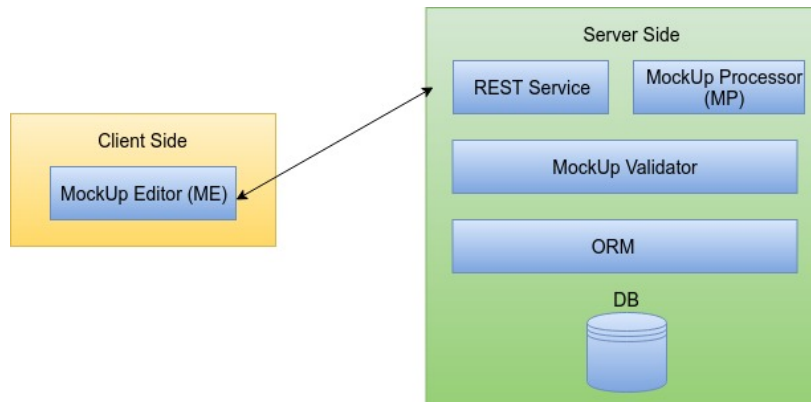 Server Side
REST Service
MockUp Processor
(MP)
Client Side
MockUp Editor (ME)
MockUp Validator
ORM
DB